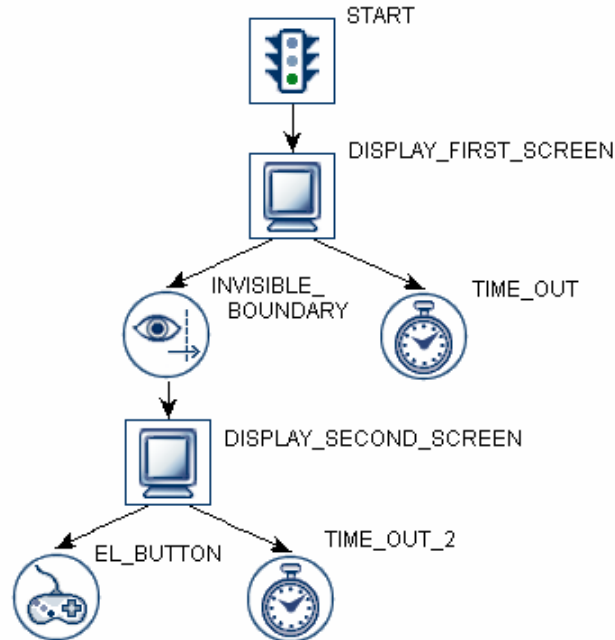 START
DISPLAY_FIRST_SCREEN
INVISIBLE_
BOUNDARY
TIME_OUT
DISPLAY_SECOND_SCREEN
EL_BUTTON
TIME_OUT_2